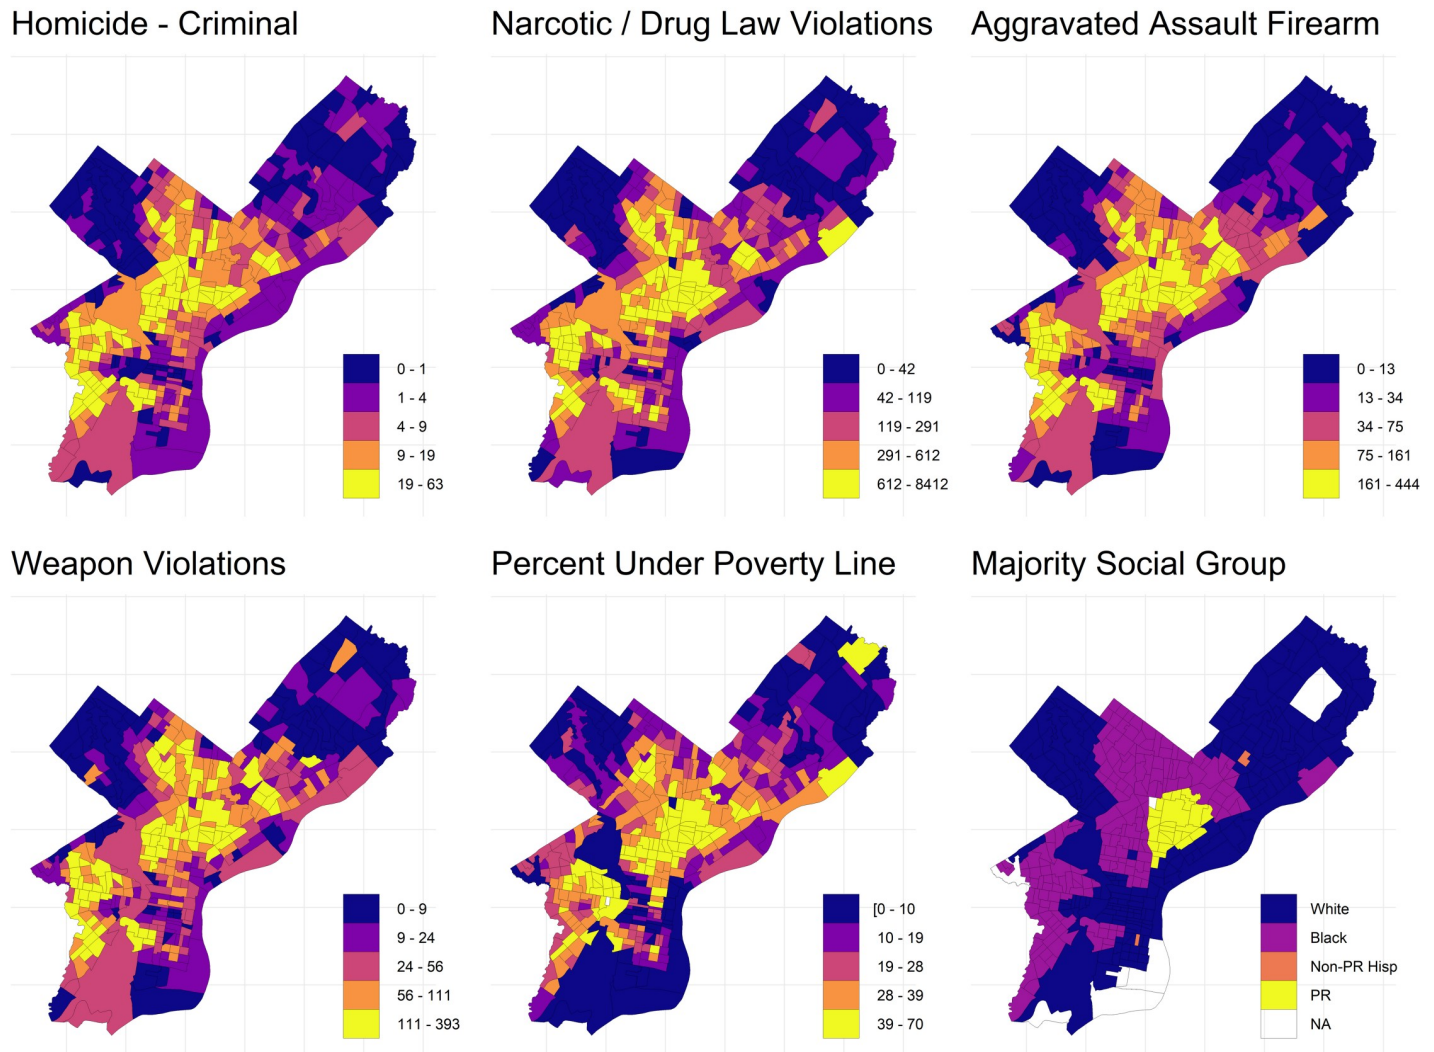 Homicide - Criminal
0 - 1
1 - 4
4 - 9
9 - 19
19 - 63
Narcotic / Drug Law Violations
0 - 42
42 - 119
119 - 291
291 - 612
612 - 8412
Aggravated Assault Firearm
0 - 13
13 - 34
34 - 75
75 - 161
161 - 444
Weapon Violations
0 - 9
9 - 24
24 - 56
56 - 111
111 - 393
Percent Under Poverty Line
[0 - 10
10 - 19
19 - 28
28 - 39
39 - 70
Majority Social Group
White
Black
Non-PR Hisp
PR
NA